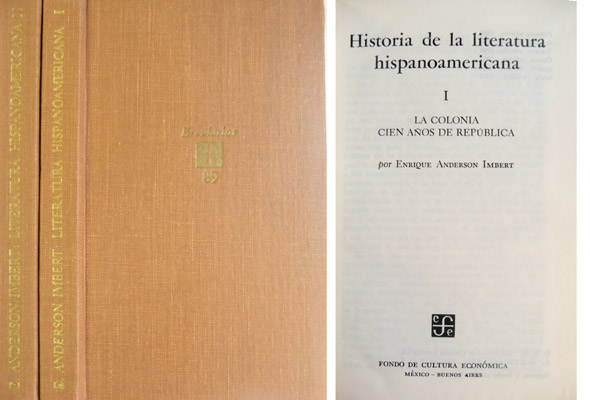 E. ANDERSON IMBERT: LITERATURA HISPANOAMERICANA II
E. ANDERSON IMBERT: LITERATURA HISPANOAMERICANA I
Breviarios
89
Historia de la literatura
hispanoamericana
I
LA COLONIA
CIEN AÑOS DE REPÚBLICA
por ENRIQUE ANDERSON IMBERT
fce
FONDO DE CULTURA ECONÓMICA
MÉXICO – BUENOS AIRES